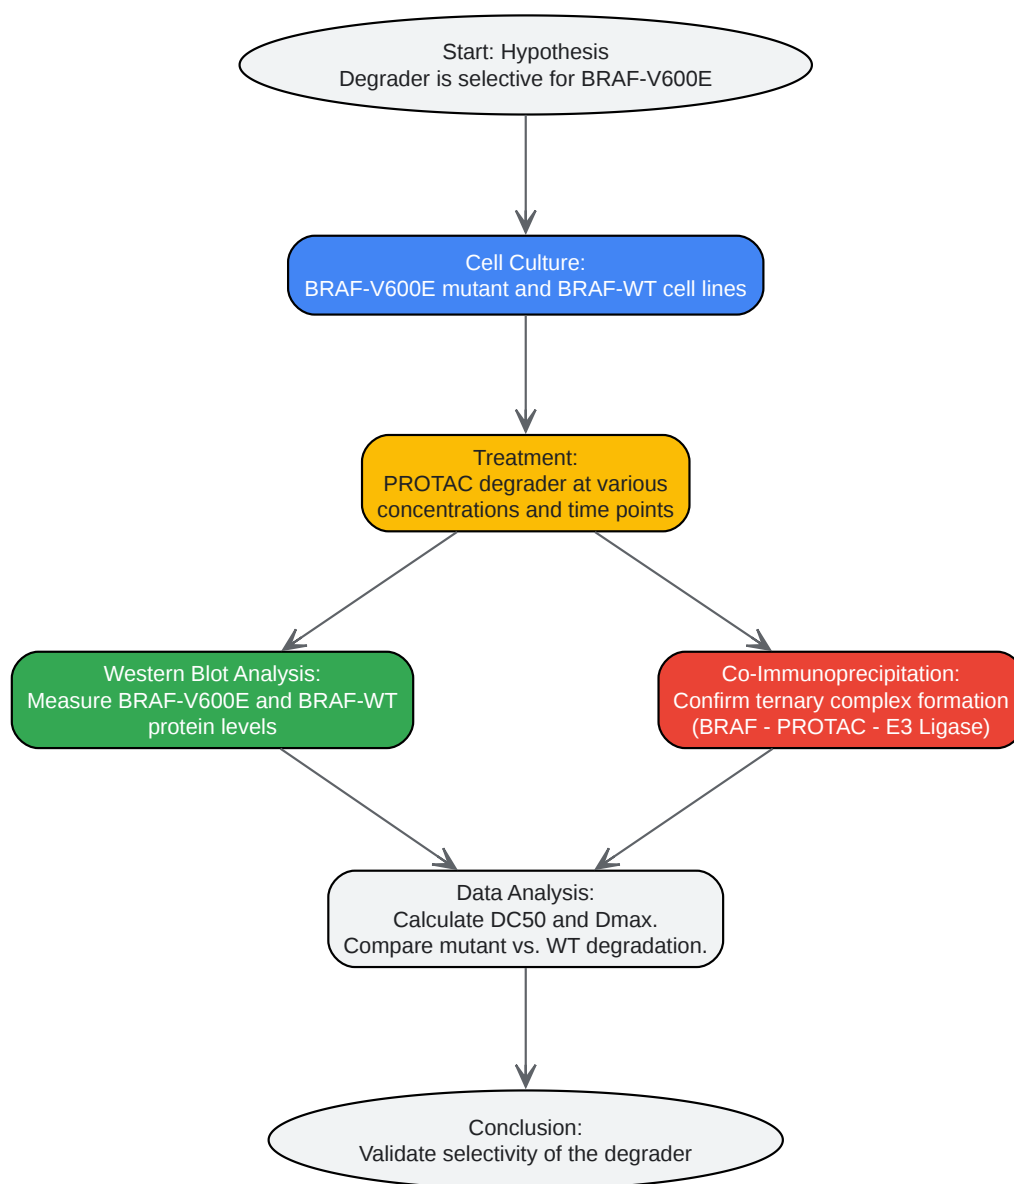 Start: Hypothesis
Degrader is selective for BRAF-V600E
Cell Culture:
BRAF-V600E mutant and BRAF-WT cell lines
Treatment:
PROTAC degrader at various
concentrations and time points
Western Blot Analysis:
Measure BRAF-V600E and BRAF-WT
protein levels
Co-Immunoprecipitation:
Confirm ternary complex formation
(BRAF - PROTAC - E3 Ligase)
Data Analysis:
Calculate DC50 and Dmax.
Compare mutant vs. WT degradation.
Conclusion:
Validate selectivity of the degrader